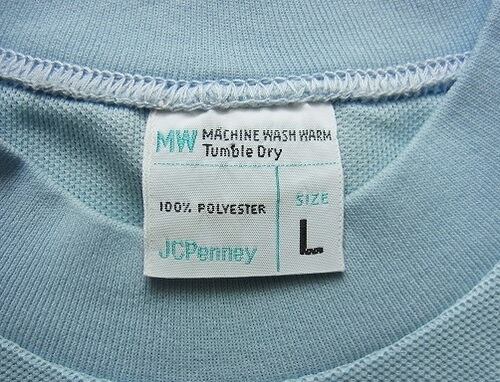 MW MACHINE WASH WARM
Tumble Dry
100% POLYESTER
JCPenney
SIZE
L